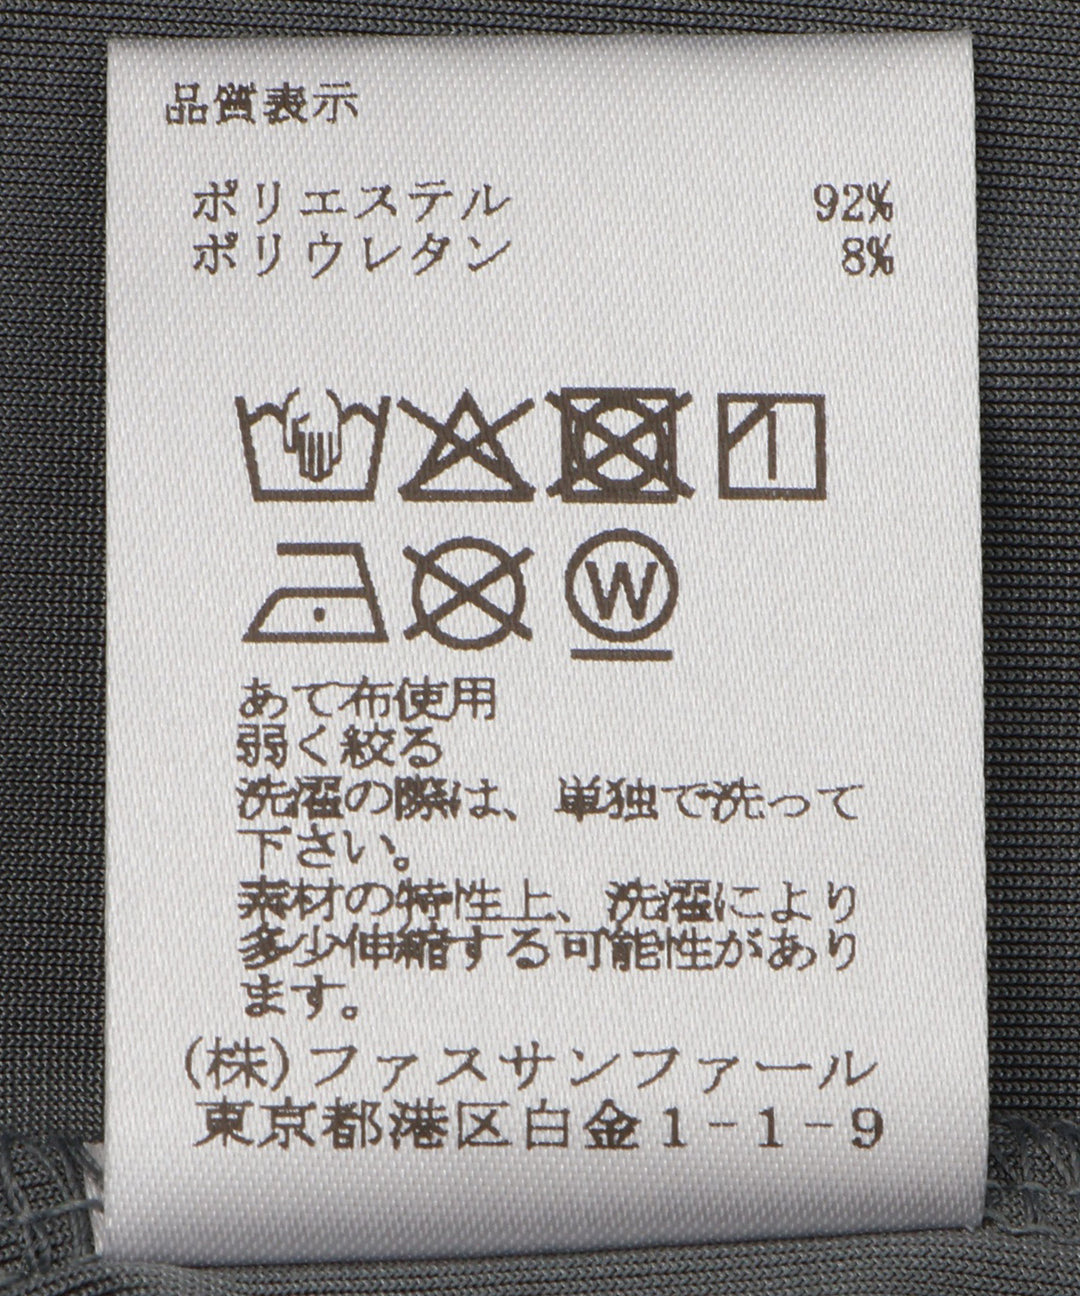 品質表示
ポリエステル 92%
ポリウレタン 8%
W
あて布使用
弱く絞る
洗濯の際は、単独で洗って
下さい。
素材の特性上、洗濯により
多少伸縮する可能性があり
ます。
(株)ファスサンファール
東京都港区白金1-1-9